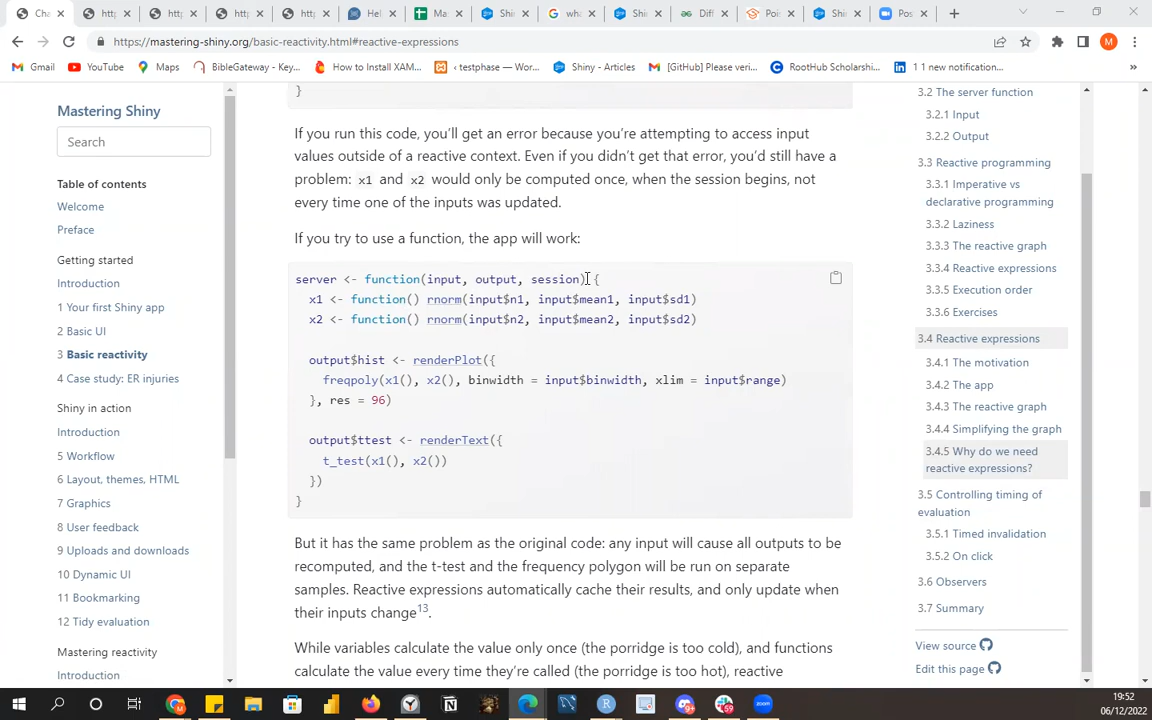 Cha
http
http
http
http
Hel
Ma
Shin
wha
Shin
Diff
Pois
Shin
Pos
https://mastering-shiny.org/basic-reactivity.html#reactive-expressions
M
Gmail
YouTube
Maps
BibleGateway - Key...
How to Install XAM...
‹ testphase – Wor...
Shiny - Articles
[GitHub] Please veri...
RootHub Scholarshi...
1 1 new notification...
»
Mastering Shiny
Search
Table of contents
Welcome
Preface
Getting started
Introduction
1 Your first Shiny app
2 Basic UI
3 Basic reactivity
4 Case study: ER injuries
Shiny in action
Introduction
5 Workflow
6 Layout, themes, HTML
7 Graphics
8 User feedback
9 Uploads and downloads
10 Dynamic UI
11 Bookmarking
12 Tidy evaluation
Mastering reactivity
Introduction
}
If you run this code, you'll get an error because you're attempting to access input
values outside of a reactive context. Even if you didn't get that error, you'd still have a
problem: x1 and x2 would only be computed once, when the session begins, not
every time one of the inputs was updated.
If you try to use a function, the app will work:
server <- function(input, output, session) {
x1 <- function() rnorm(input$n1, input$mean1, input$sd1)
x2 <- function() rnorm(input$n2, input$mean2, input$sd2)
output$hist <- renderPlot({
freqpoly(x1(), x2(), binwidth = input$binwidth, xlim = input$range)
}, res = 96)
output$ttest <- renderText({
t_test(x1(), x2())
})
}
But it has the same problem as the original code: any input will cause all outputs to be
recomputed, and the t-test and the frequency polygon will be run on separate
samples. Reactive expressions automatically cache their results, and only update when
their inputs change13.
While variables calculate the value only once (the porridge is too cold), and functions
calculate the value every time they're called (the porridge is too hot), reactive
3.2 The server function
3.2.1 Input
3.2.2 Output
3.3 Reactive programming
3.3.1 Imperative vs
declarative programming
3.3.2 Laziness
3.3.3 The reactive graph
3.3.4 Reactive expressions
3.3.5 Execution order
3.3.6 Exercises
3.4 Reactive expressions
3.4.1 The motivation
3.4.2 The app
3.4.3 The reactive graph
3.4.4 Simplifying the graph
3.4.5 Why do we need
reactive expressions?
3.5 Controlling timing of
evaluation
3.5.1 Timed invalidation
3.5.2 On click
3.6 Observers
3.7 Summary
View source
Edit this page
19:52
06/12/2022